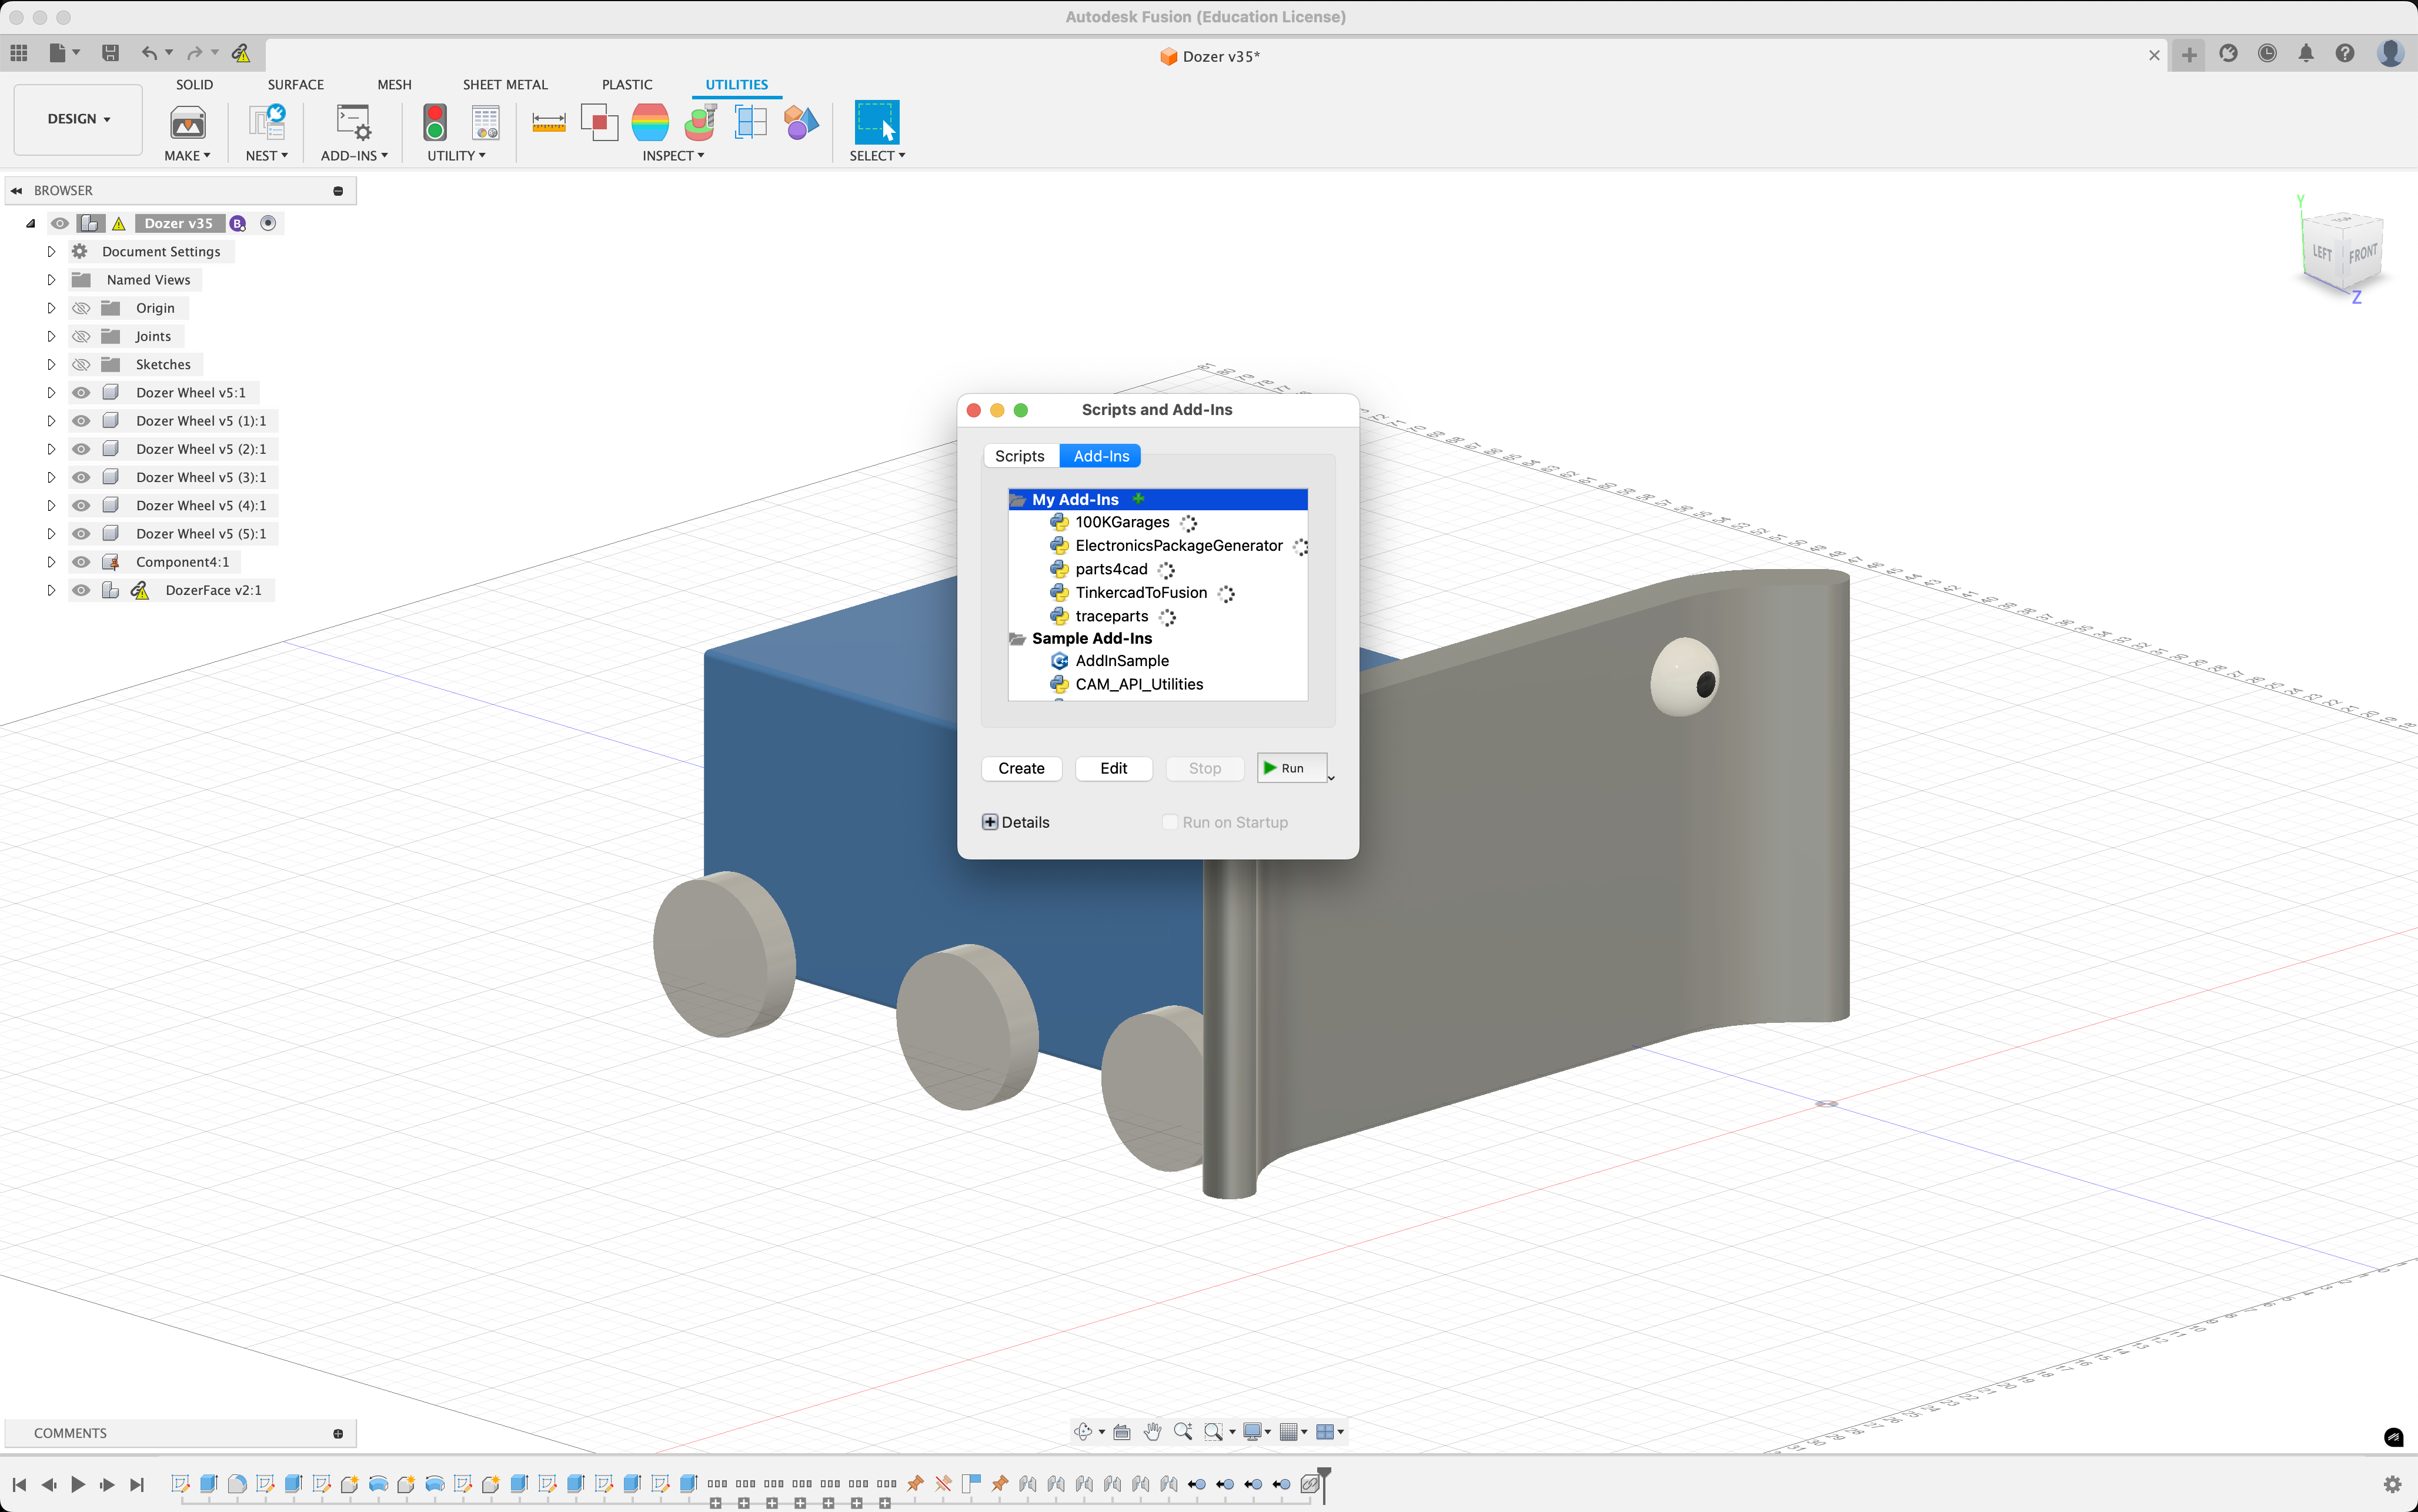 Autodesk Fusion (Education License)
Dozer v35*
SOLID SURFACE MESH SHEET METAL PLASTIC UTILITIES
DESIGN
MAKE NEST ADD-INS UTILITY INSPECT SELECT
BROWSER
Dozer v35
Document Settings
Named Views
Origin
Joints
Sketches
Dozer Wheel v5:1
Dozer Wheel v5 (1):1
Dozer Wheel v5 (2):1
Dozer Wheel v5 (3):1
Dozer Wheel v5 (4):1
Dozer Wheel v5 (5):1
Component4:1
DozerFace v2:1
Y
TOP
LEFT FRONT
Z
Scripts and Add-Ins
Scripts Add-Ins
My Add-Ins
100KGarages
ElectronicsPackageGenerator
parts4cad
TinkercadToFusion
traceparts
Sample Add-Ins
AddInSample
CAM_API_Utilities
Create Edit Stop Run
Details Run on Startup
COMMENTS